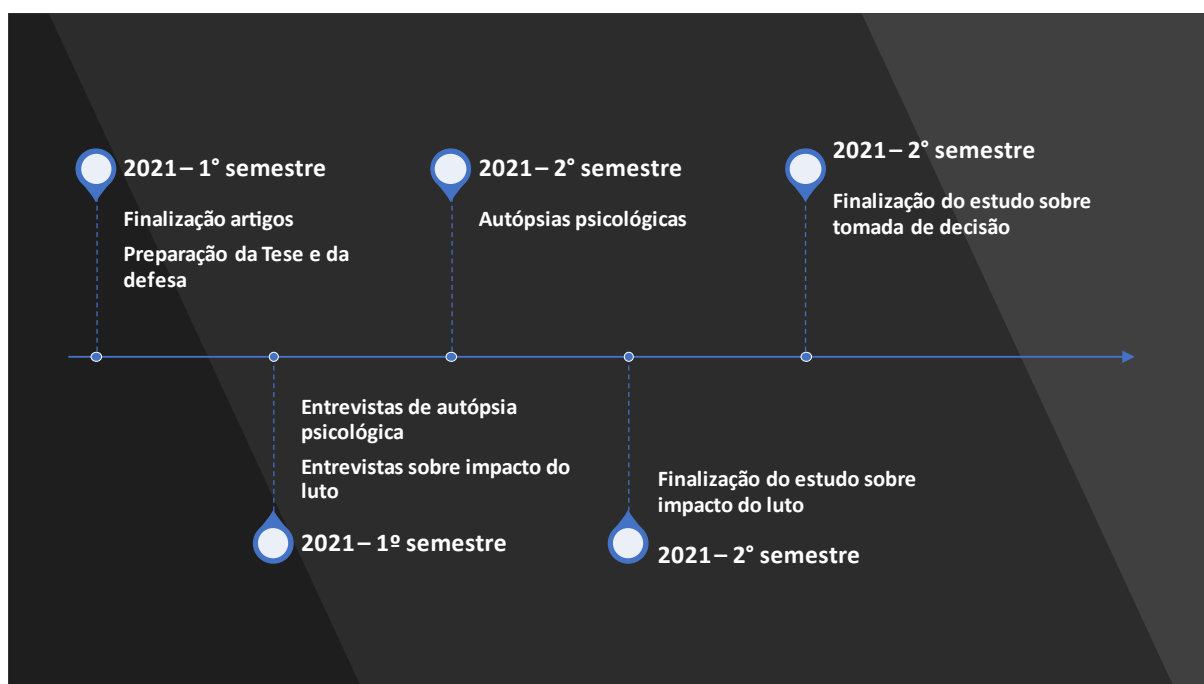 2021 – 1° semestre
Finalização artigos
Preparação da Tese e da
defesa
Entrevistas de autópsia
psicológica
Entrevistas sobre impacto do
luto
2021 – 1º semestre
2021 – 2° semestre
Autópsias psicológicas
Finalização do estudo sobre
impacto do luto
2021 – 2° semestre
2021 – 2° semestre
Finalização do estudo sobre
tomada de decisão